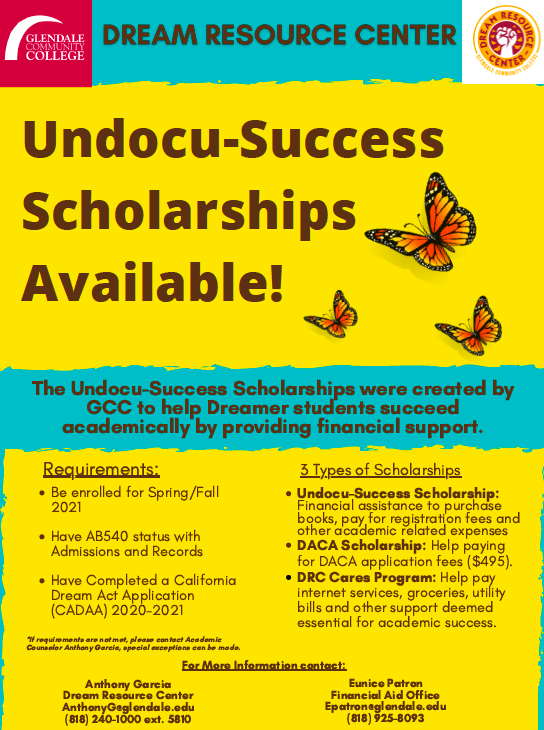 GLENDALE
COMMUNITY
COLLEGE
DREAM RESOURCE CENTER
DREAM RESOURCE
CENTER
GLENDALE COMMUNITY COLLEGE
Undocu-Success
Scholarships
Available!
The Undocu-Success Scholarships were created by
GCC to help Dreamer students succeed
academically by providing financial support.
Requirements:
• Be enrolled for Spring/Fall
2021
• Have AB540 status with
Admissions and Records
• Have Completed a California
Dream Act Application
(CADAA) 2020-2021
*If requirements are not met, please contact Academic
Counselor Anthony Garcia, special exceptions can be made.
3 Types of Scholarships
• Undocu-Success Scholarship:
Financial assistance to purchase
books, pay for registration fees and
other academic related expenses
• DACA Scholarship: Help paying
for DACA application fees ($495).
• DRC Cares Program: Help pay
internet services, groceries, utility
bills and other support deemed
essential for academic success.
For More Information contact:
Anthony Garcia
Dream Resource Center
AnthonyG@glendale.edu
(818) 240-1000 ext. 5810
Eunice Patron
Financial Aid Office
Epatron@glendale.edu
(818) 925-8093